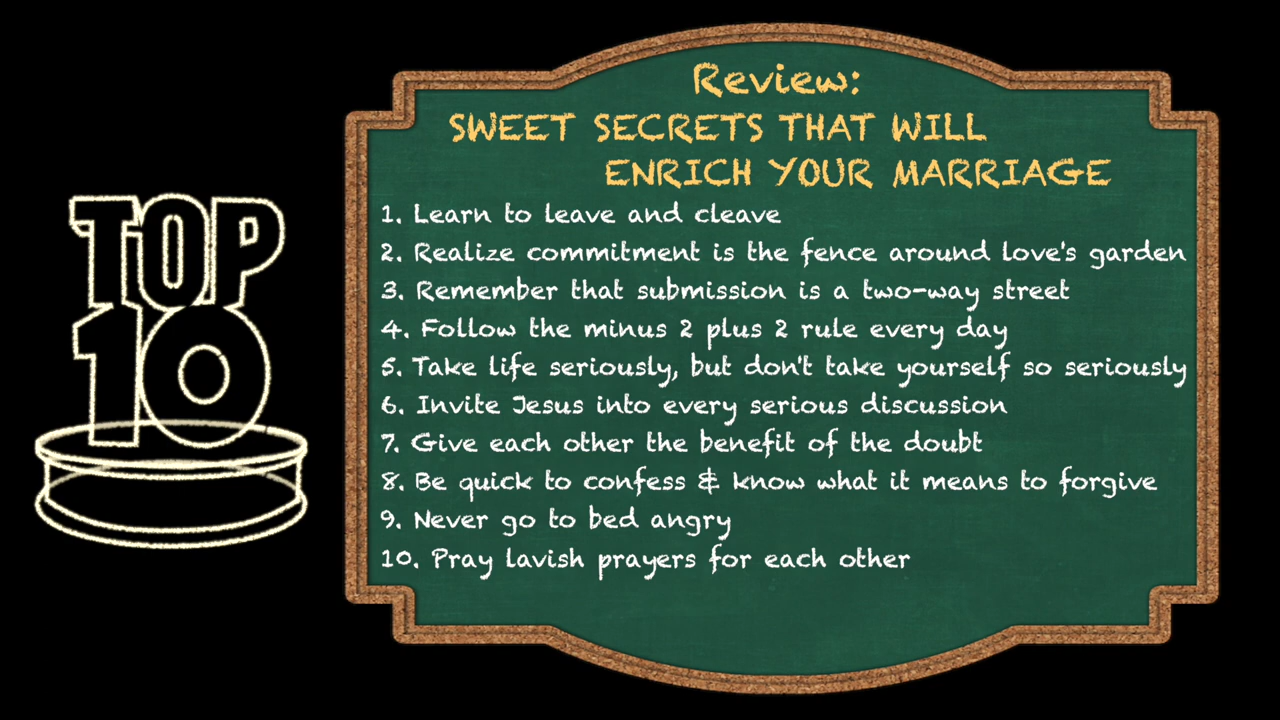 TOP
10
Review:
SWEET SECRETS THAT WILL
ENRICH YOUR MARRIAGE
1. Learn to leave and cleave
2. Realize commitment is the fence around love's garden
3. Remember that submission is a two-way street
4. Follow the minus 2 plus 2 rule every day
5. Take life seriously, but don't take yourself so seriously
6. Invite Jesus into every serious discussion
7. Give each other the benefit of the doubt
8. Be quick to confess & know what it means to forgive
9. Never go to bed angry
10. Pray lavish prayers for each other